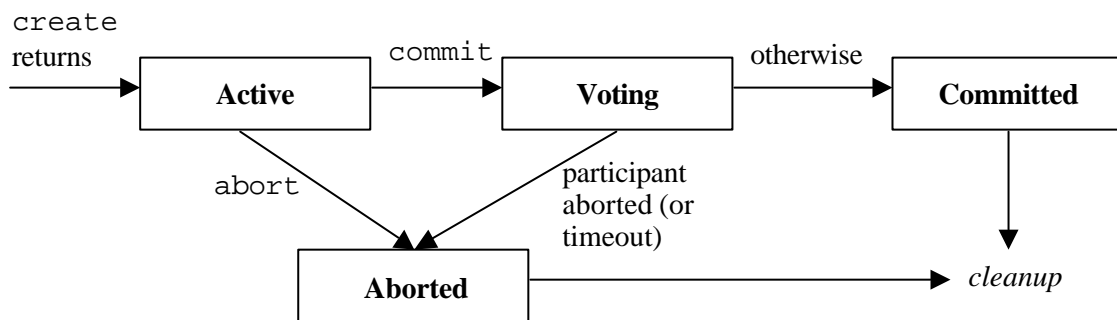 create
returns
commit
otherwise
Active
Voting
Committed
abort
participant
aborted (or
timeout)
Aborted
cleanup